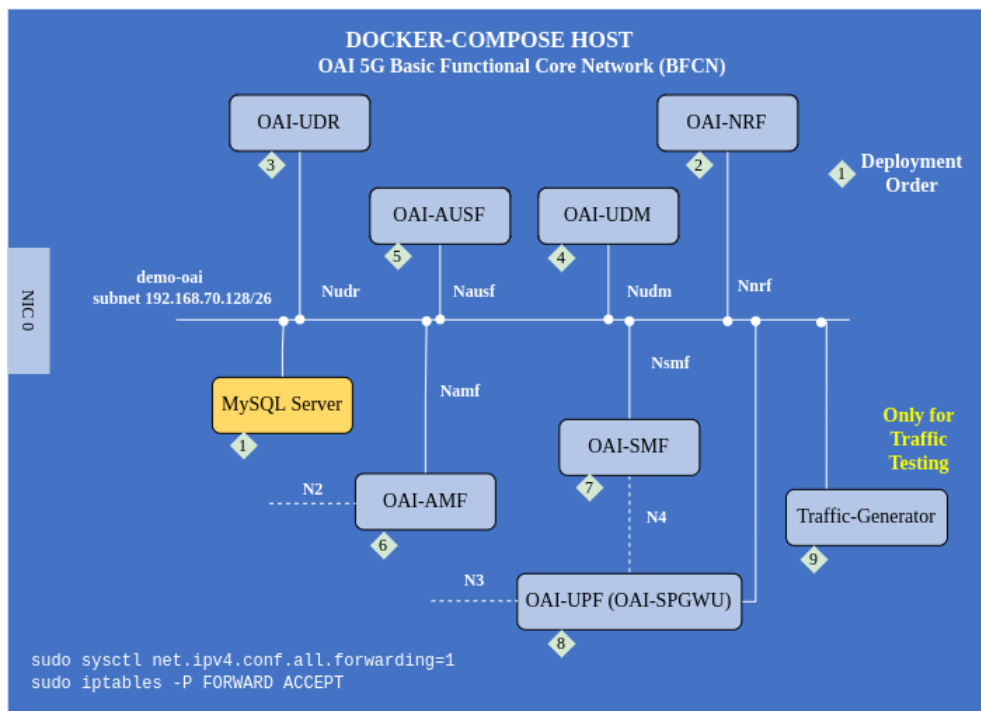 DOCKER-COMPOSE HOST
OAI 5G Basic Functional Core Network (BFCN)
OAI-UDR
OAI-NRF
3
2
1
Deployment
Order
OAI-AUSF
OAI-UDM
5
4
NIC 0
demo-oai
subnet 192.168.70.128/26
Nudr
Nausf
Nudm
Nnrf
MySQL Server
1
Namf
Nsmf
OAI-SMF
7
Only for
Traffic
Testing
N2
OAI-AMF
6
N4
Traffic-Generator
9
N3
OAI-UPF (OAI-SPGWU)
8
sudo sysctl net.ipv4.conf.all.forwarding=1
sudo iptables -P FORWARD ACCEPT